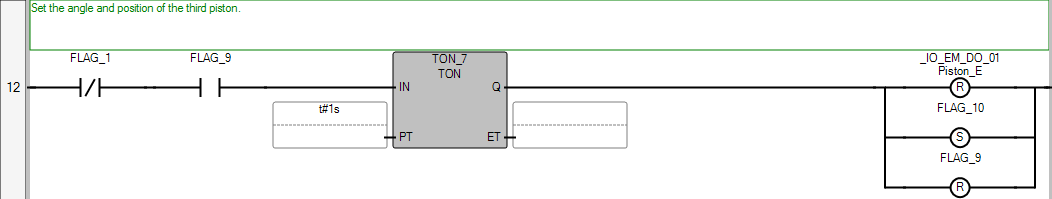 Set the angle and position of the third piston.
FLAG_1
FLAG_9
TON_7
TON
_IO_EM_DO_01
Piston_E
12
IN
Q
R
t#1s
FLAG_10
PT
ET
S
FLAG_9
R